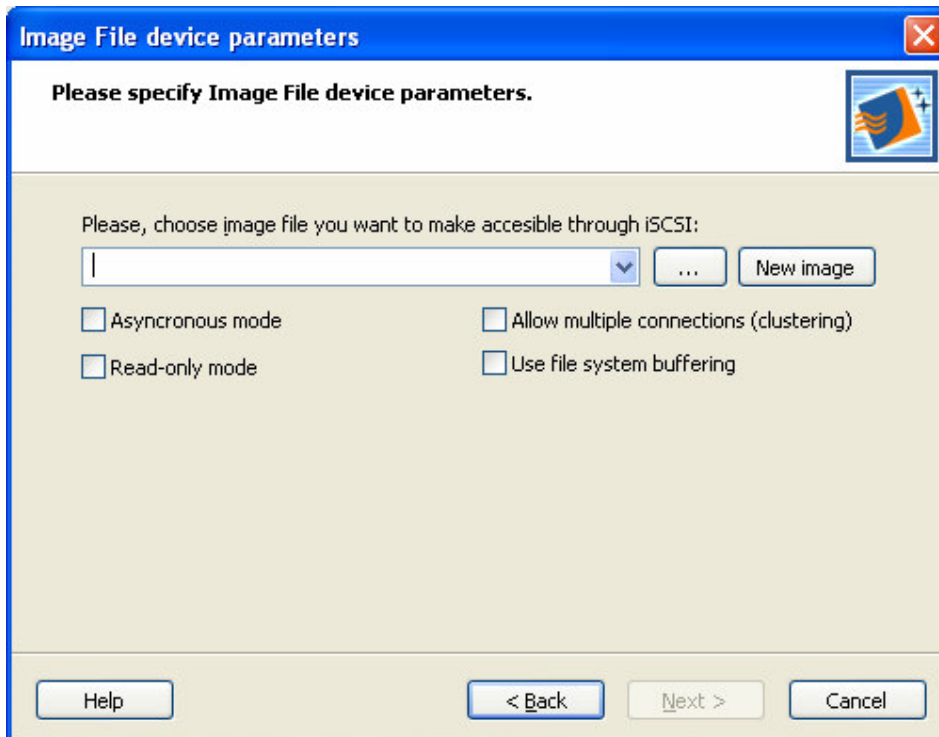 Image File device parameters
Please specify Image File device parameters.
Please, choose image file you want to make accesible through iSCSI:
... New image
Asyncronous mode Allow multiple connections (clustering)
Read-only mode Use file system buffering
Help < Back Next > Cancel